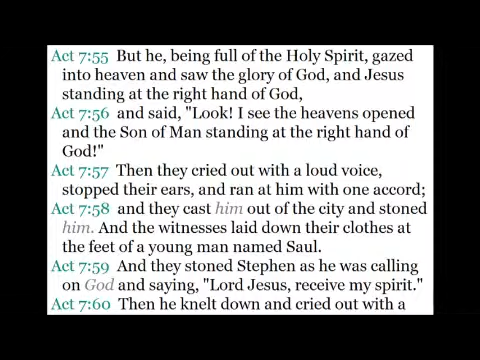 Act 7:55 But he, being full of the Holy Spirit, gazed
into heaven and saw the glory of God, and Jesus
standing at the right hand of God,
Act 7:56 and said, "Look! I see the heavens opened
and the Son of Man standing at the right hand of
God!"
Act 7:57 Then they cried out with a loud voice,
stopped their ears, and ran at him with one accord;
Act 7:58 and they cast him out of the city and stoned
him. And the witnesses laid down their clothes at
the feet of a young man named Saul.
Act 7:59 And they stoned Stephen as he was calling
on God and saying, "Lord Jesus, receive my spirit."
Act 7:60 Then he knelt down and cried out with a